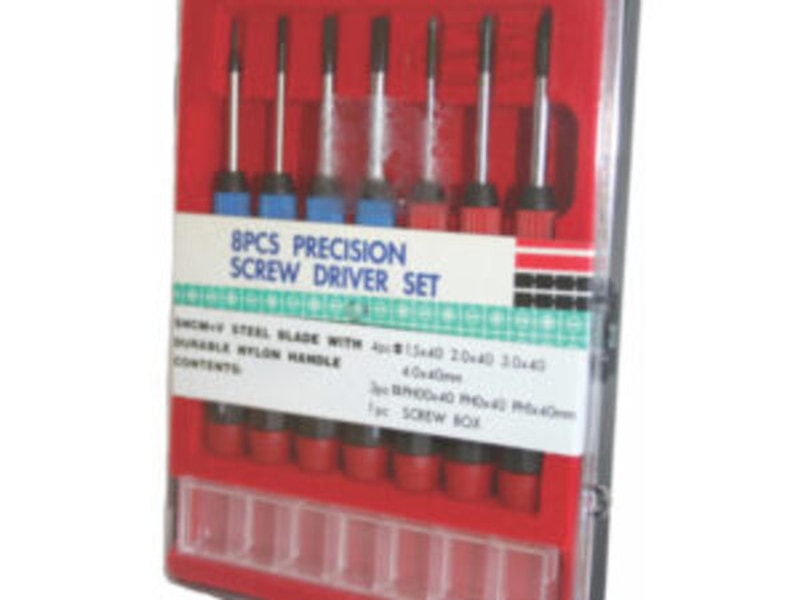 8PCS PRECISION
SCREW DRIVER SET
STEEL BLADE WITH
DURABLE NYLON HANDLE
CONTENTS:
4pc 1.5x40 2.0x40 3.0x40
4.0x40mm
3pc PH00x40 PH0x40 PH1x40mm
1pc SCREW BOX